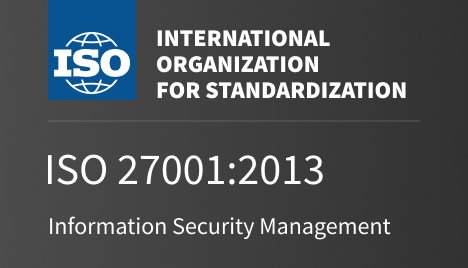 ISO
INTERNATIONAL
ORGANIZATION
FOR STANDARDIZATION
ISO 27001:2013
Information Security Management